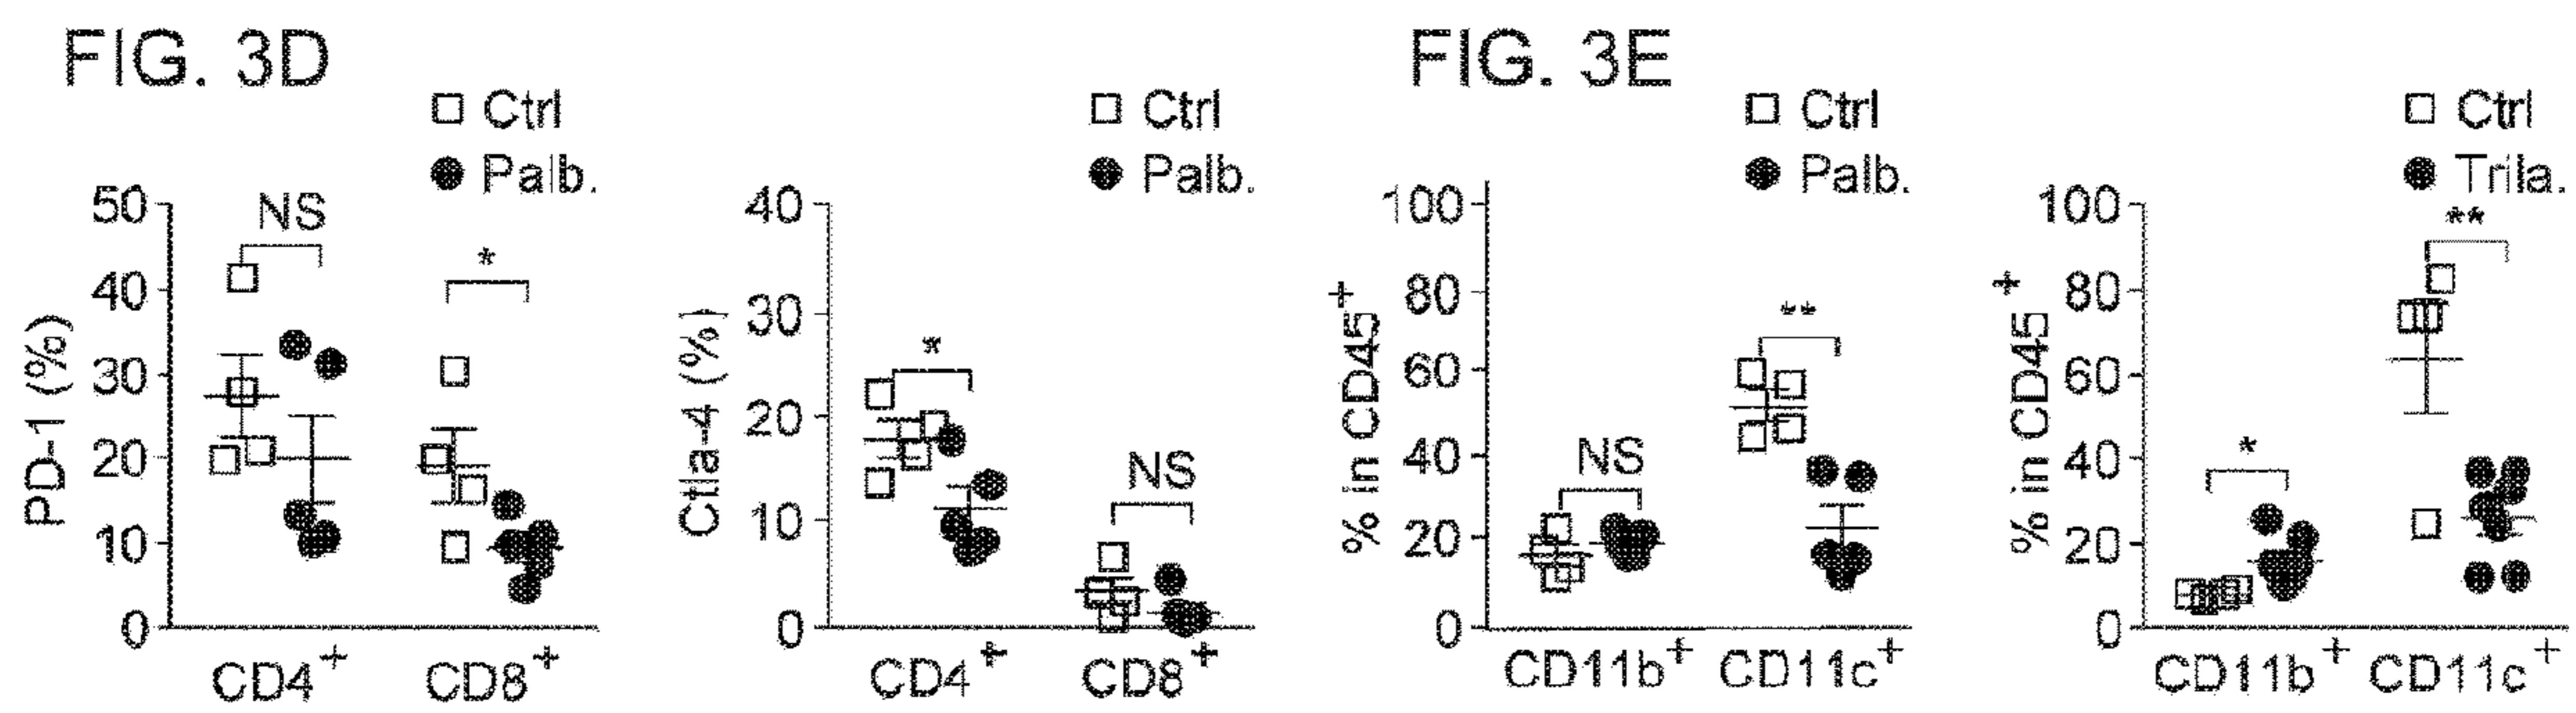 FIG. 3D
Ctrl
Palb.
PD-1 (%)
50
40
30
20
10
0
NS
*
CD4+
CD8+
Ctrl
Palb.
Ctla-4 (%)
40
30
20
10
0
*
NS
CD4+
CD8+
FIG. 3E
Ctrl
Palb.
% in CD45+
100
80
60
40
20
0
NS
**
CD11b+
CD11c+
Ctrl
Trila.
% in CD45+
100
80
60
40
20
0
*
**
CD11b+
CD11c+